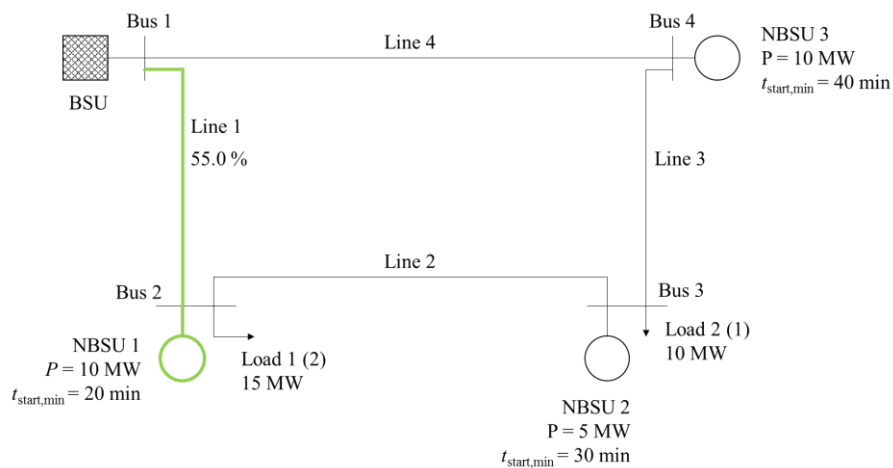 Bus 1
Bus 4
Line 4
NBSU 3
P = 10 MW
tstart,min = 40 min
BSU
Line 1
55.0 %
Line 3
Line 2
Bus 2
Bus 3
NBSU 1
P = 10 MW
tstart,min = 20 min
Load 1 (2)
15 MW
Load 2 (1)
10 MW
NBSU 2
P = 5 MW
tstart,min = 30 min